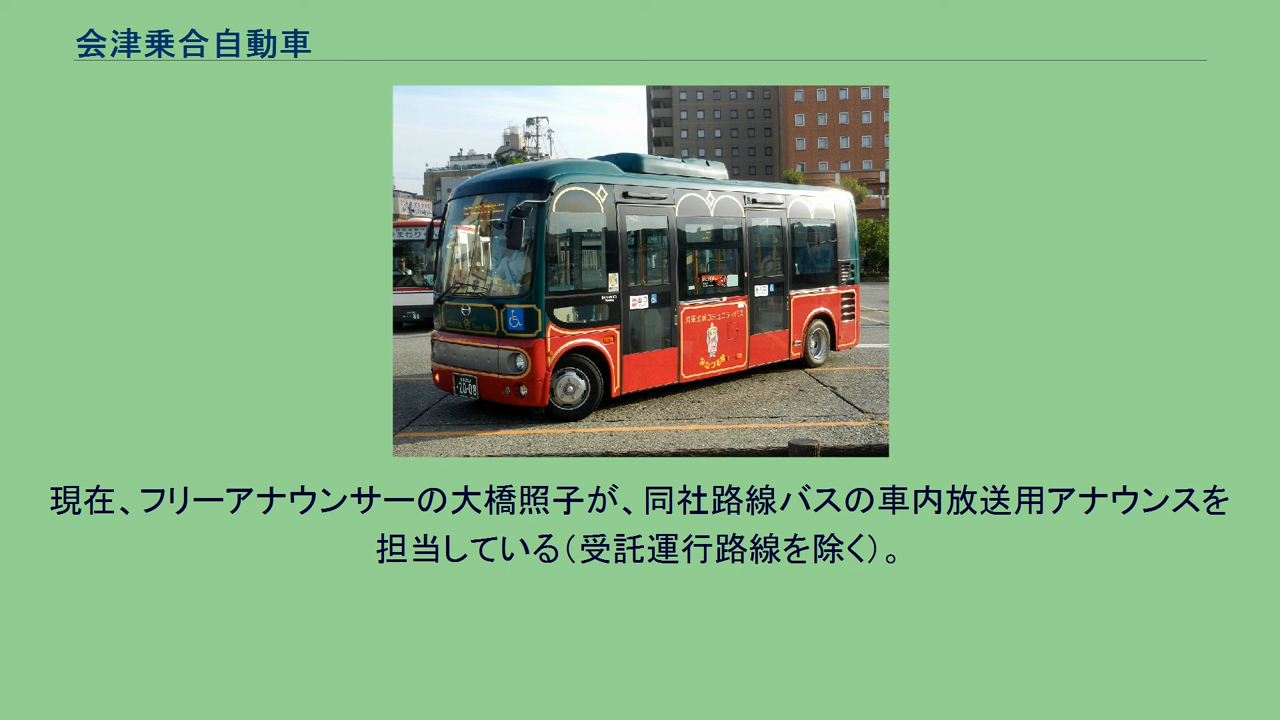 会津乗合自動車
現在、フリーアナウンサーの大橋照子が、同社路線バスの車内放送用アナウンスを
担当している（受託運行路線を除く）。